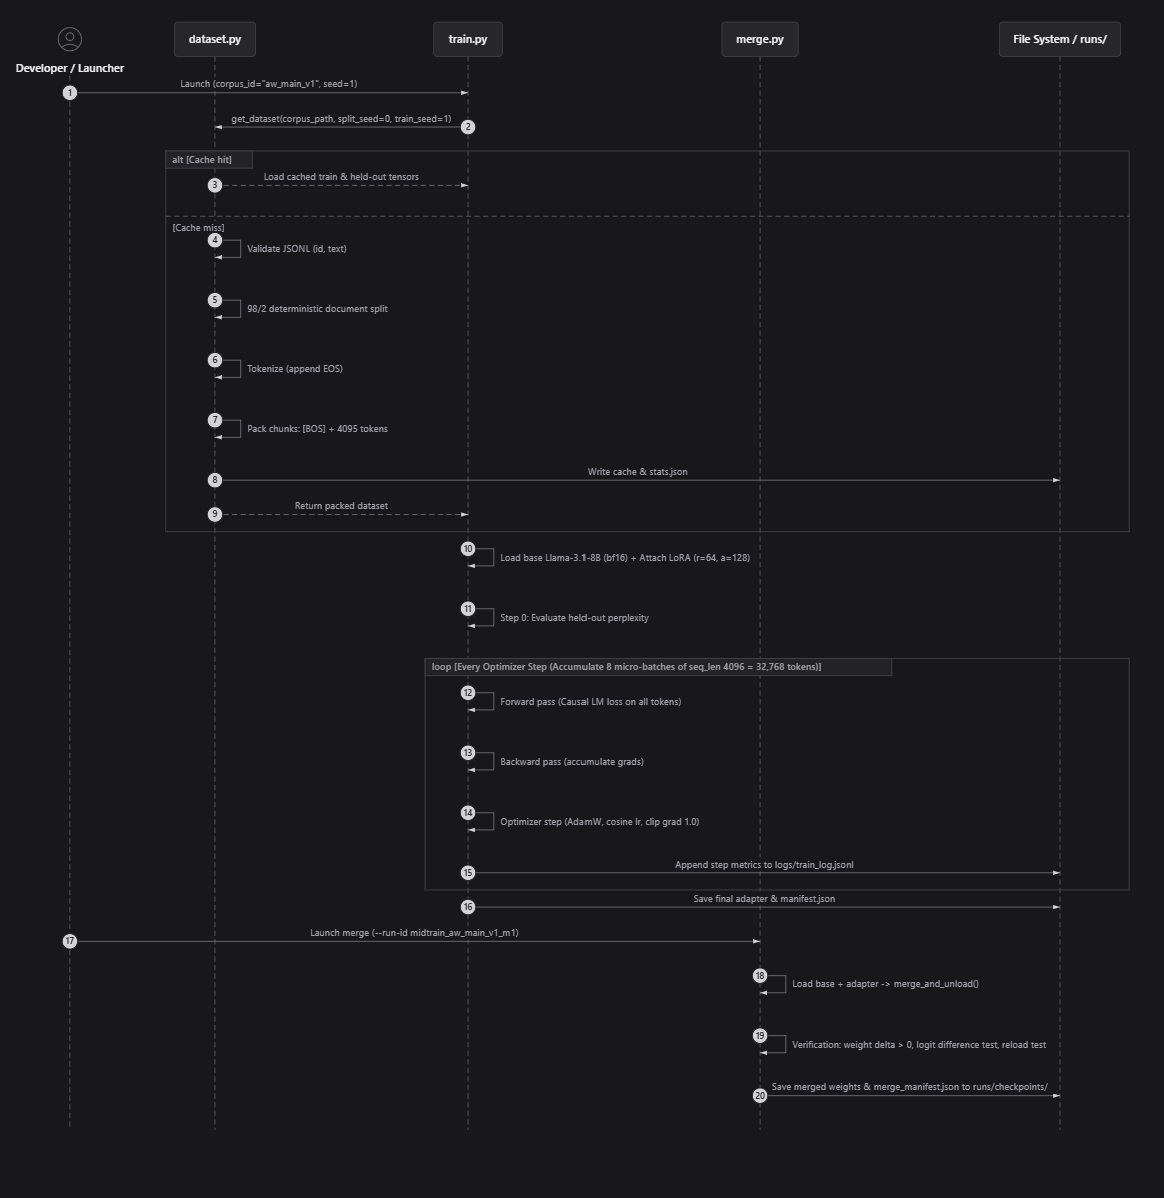 Developer / Launcher
dataset.py
train.py
merge.py
File System / runs/
1
Launch (corpus_id="aw_main_v1", seed=1)
get_dataset(corpus_path, split_seed=0, train_seed=1)
2
alt [Cache hit]
3
Load cached train & held-out tensors
[Cache miss]
4
Validate JSONL (id, text)
5
98/2 deterministic document split
6
Tokenize (append EOS)
7
Pack chunks: [BOS] + 4095 tokens
8
Write cache & stats.json
9
Return packed dataset
10
Load base Llama-3.1-8B (bf16) + Attach LoRA (r=64, a=128)
11
Step 0: Evaluate held-out perplexity
loop [Every Optimizer Step (Accumulate 8 micro-batches of seq_len 4096 = 32,768 tokens)]
12
Forward pass (Causal LM loss on all tokens)
13
Backward pass (accumulate grads)
14
Optimizer step (AdamW, cosine lr, clip grad 1.0)
15
Append step metrics to logs/train_log.jsonl
16
Save final adapter & manifest.json
17
Launch merge (--run-id midtrain_aw_main_v1_m1)
18
Load base + adapter -> merge_and_unload()
19
Verification: weight delta > 0, logit difference test, reload test
20
Save merged weights & merge_manifest.json to runs/checkpoints/